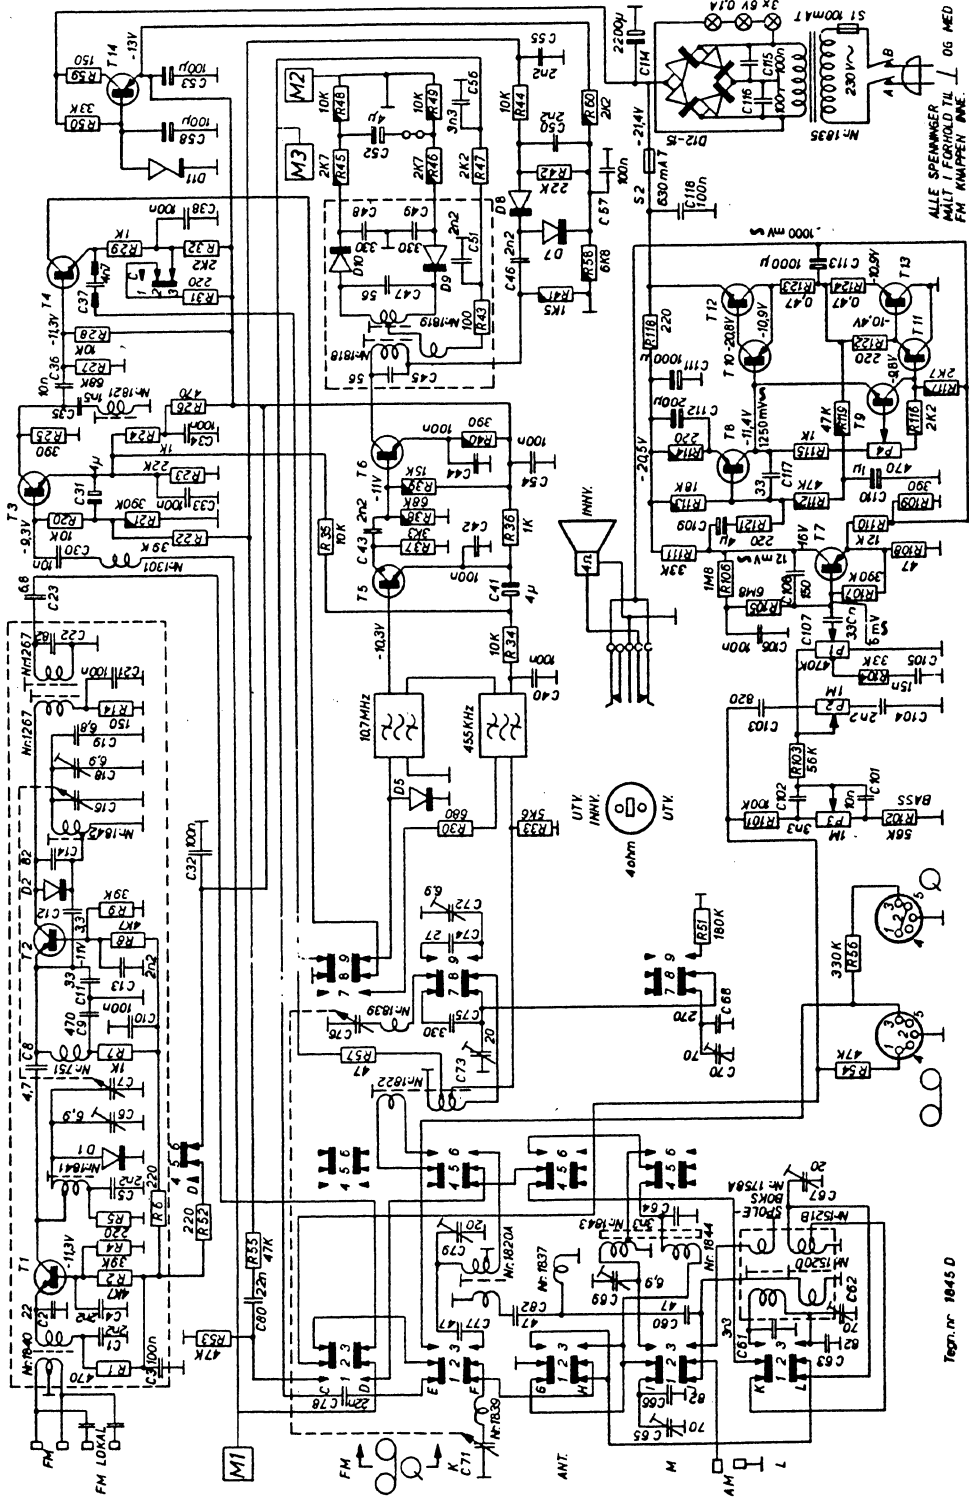 FM
FM LOKAL
Nr.1840
470
R1
C3 100n
C1
2n2
22
C2
C4
T1
-11,3V
R2
4K7
R4
39K
R5
220
C5
2n2
Nr.1841
D1
R6
220
C6
6,9
C7
4,7
C8
Nr.751
R7
1K
470
C9
C10
100n
C11
33
-11V
T2
C13
2n2
R8
4K7
R9
39K
C12
3,3
D2
82
C14
Nr.1842
C16
6,9
C18
6,8
C19
Nr.1267
Nr.1267
R14
150
C21
100n
82
C22
6,8
C23
C32 100n
R52
220
R53
47K
C80
22n
R55
47K
M1
T3
-9,3V
10n
C30
Nr.1301
R20
10K
R21
390K
R22
39K
C31
4µ
R25
390
22K
R23
100n
C33
R24
1K
C34
100n
R26
470
Nr.1821
C35
1n5
10n
C36
R27
68K
R28
10K
-11,3V
T4
C37
4n7
R29
1K
100n
C38
R31
220
R32
2K2
R50
33K
R59
150
T14
-13V
C53
100µ
C58
100µ
D11
M2
M3
10K
R48
10K
R49
C52
4µ
2K7
R45
2K7
R46
2K2
R47
3n3
C56
C48
330
C49
330
2n2
C51
D10
D9
56
C47
Nr.1819
Nr.1818
100
R43
56
C45
R44
10K
C55
2n2
C50
2n2
R42
22K
R60
2K2
C57
100n
D8
D7
C46
2n2
R41
1K5
R58
6K8
R35
10K
T5
T6
-10,3V
-11V
C43
2n2
R37
3K3
R38
68K
R39
15K
R40
390
100n
C44
100n
C54
100n
C42
R36
1K
C41
4µ
R34
10K
C40
100n
10,7MHz
455KHz
D5
R30
680
R33
5K6
R57
47
Nr.1822
Nr.1839
C76
C72
6,9
C74
27
C75
330
C73
20
R51
180K
270
C68
C70
70
4 ohm
UTV.
INNV.
UTV.
INNV.
4Ω
C78
22n
FM
K
C71
Nr.1839
C77
47
C79
20
Nr.1820A
C82
47
Nr.1837
ANT.
M
AM
L
C65
70
C66
82
C69
6,9
Nr.1843
3n3
C64
C60
47
Nr.1844
C61
3n3
C63
82
C62
70
Nr.1520D
Nr.1521B
SPOLE-
BOKS
Nr.1758A
C67
20
R54
47K
R56
330K
R101
100K
C102
3n3
P3
1M
10n
C101
R102
56K
BASS
R103
56K
C103
820
P2
1M
2n2
C104
P1
470K
R104
33K
15n
C105
C107
33n
C106
100n
1M8
R106
6M8
R105
C108
150
390K
R107
R108
47
R110
12K
R109
390
R111
33K
12mV
-16V
T7
C109
4µ
R121
220
R113
18K
R114
220
C112
200µ
C111
1000µ
R118
220
-20,5V
T8
-11,4V
1250mV
C117
33
R112
47K
R115
1K
C110
1µ
P4
470
R119
47K
T9
-9,8V
R116
2K2
R117
2K7
T10
-20,8V
-10,9V
T11
T12
T13
R122
220
-10,4V
-10,9V
R123
0,47
R124
0,47
C113
1000µ
1000 mV
S2
630mAT
C118
100n
-21,4V
2200µ
C114
D12-15
C115
100n
C116
100n
3x 6V 0,1A
S1 100mAT
Nr.1835
230V~
A
B
ALLE SPENNINGER
MÅLT I FORHOLD TIL ⊥ OG MED
FM KNAPPEN INNE.
Tegn.nr 1845 D